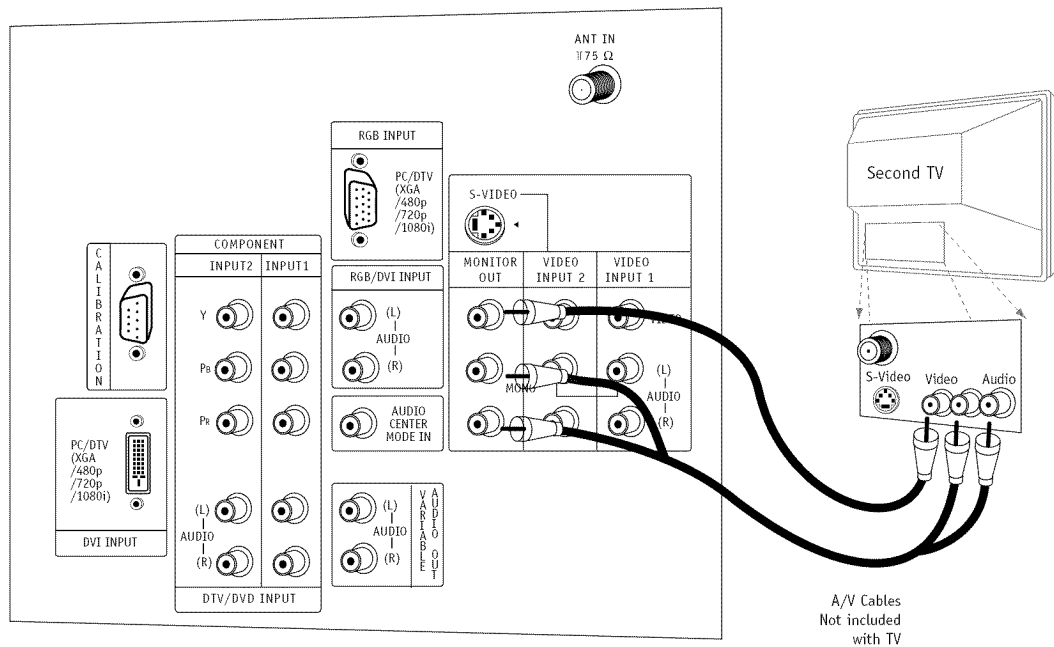 ANT IN
75 Ω
RGB INPUT
PC/DTV
(XGA
/480p
/720p
/1080i)
S-VIDEO
MONITOR
OUT
VIDEO
INPUT 2
VIDEO
INPUT 1
MONO
(L)
AUDIO
(R)
CALIBRATION
COMPONENT
INPUT2
INPUT1
Y
PB
PR
(L)
AUDIO
(R)
DTV/DVD INPUT
RGB/DVI INPUT
(L)
AUDIO
(R)
AUDIO
CENTER
MODE IN
(L)
AUDIO
(R)
VARIABLE
AUDIO OUT
PC/DTV
(XGA
/480p
/720p
/1080i)
DVI INPUT
Second TV
S-Video
Video
Audio
A/V Cables
Not included
with TV